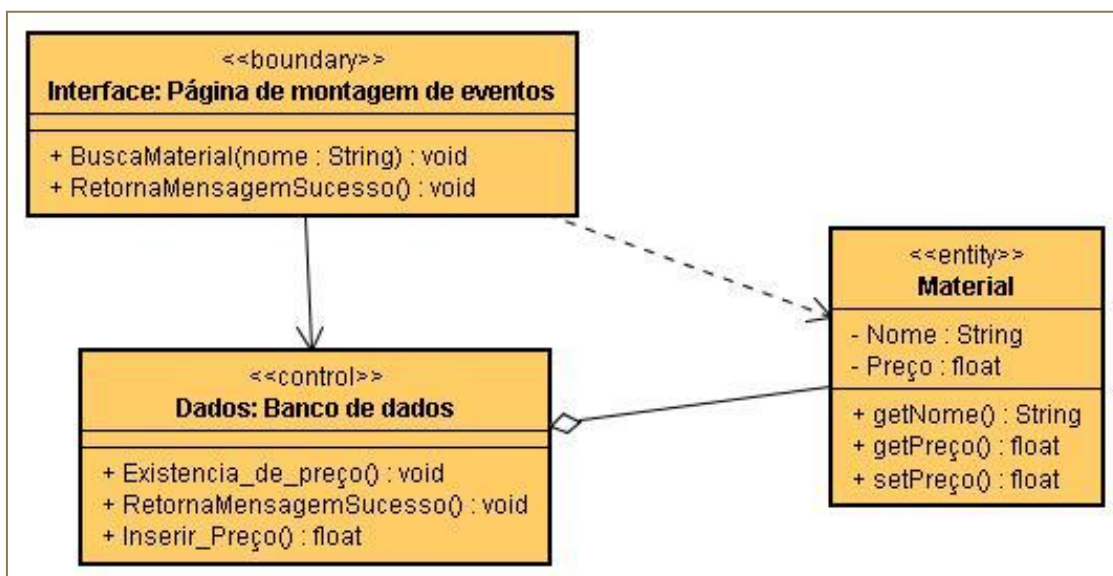 <<boundary>>
Interface: Página de montagem de eventos
+ BuscaMaterial(nome : String) : void
+ RetornaMensagemSucesso() : void
<<entity>>
Material
- Nome : String
- Preço : float
+ getNome() : String
+ getPreço() : float
+ setPreço() : float
<<control>>
Dados: Banco de dados
+ Existencia_de_preço() : void
+ RetornaMensagemSucesso() : void
+ Inserir_Preço() : float